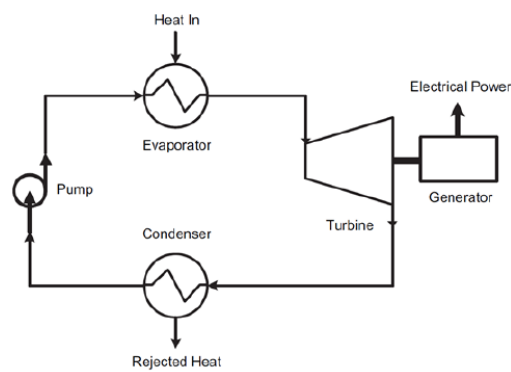 Heat In
Electrical Power
Evaporator
Pump
Generator
Turbine
Condenser
Rejected Heat